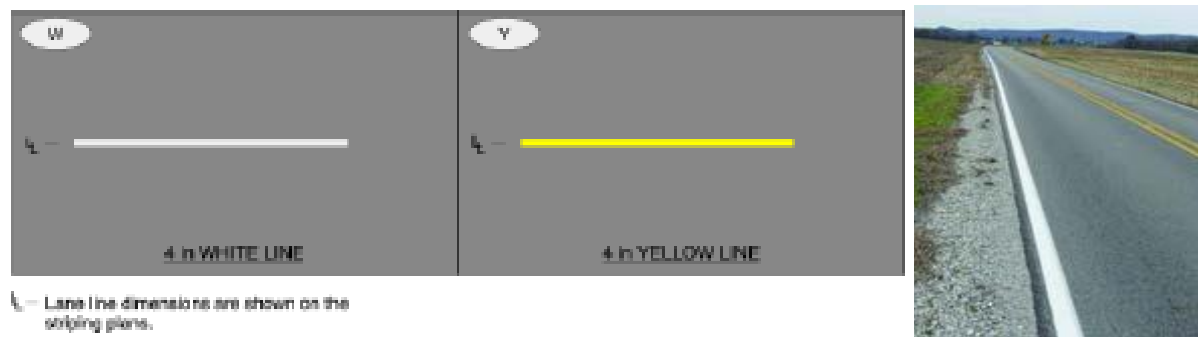 W
Y
4 in WHITE LINE
4 in YELLOW LINE
Lane line dimensions are shown on the
striping plans.